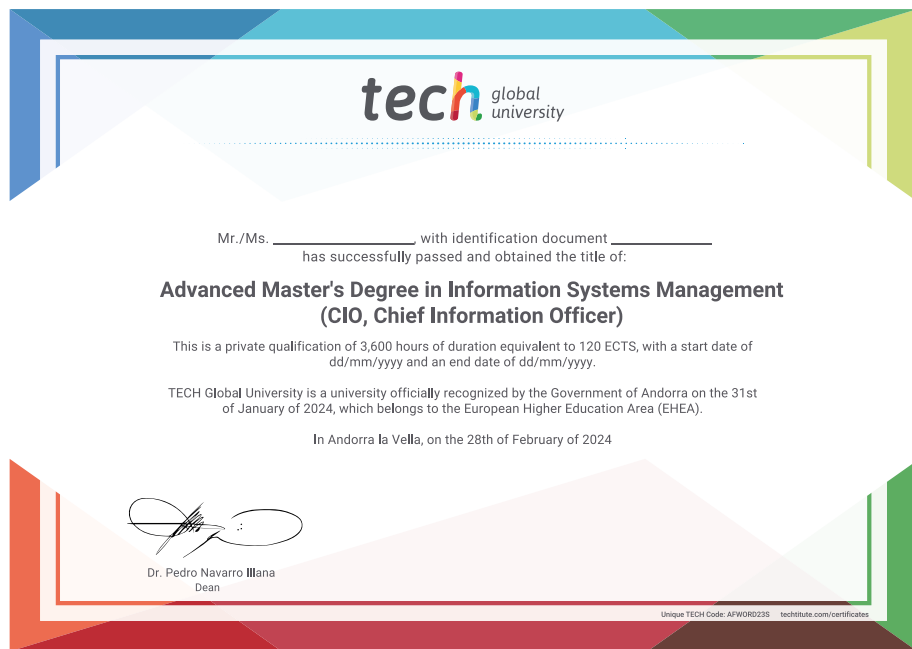 tech global
university
Mr./Ms. ________________, with identification document ____________
has successfully passed and obtained the title of:
Advanced Master's Degree in Information Systems Management
(CIO, Chief Information Officer)
This is a private qualification of 3,600 hours of duration equivalent to 120 ECTS, with a start date of
dd/mm/yyyy and an end date of dd/mm/yyyy.
TECH Global University is a university officially recognized by the Government of Andorra on the 31st
of January of 2024, which belongs to the European Higher Education Area (EHEA).
In Andorra la Vella, on the 28th of February of 2024
Dr. Pedro Navarro Illana
Dean
Unique TECH Code: AFWORD23S techtitute.com/certificates